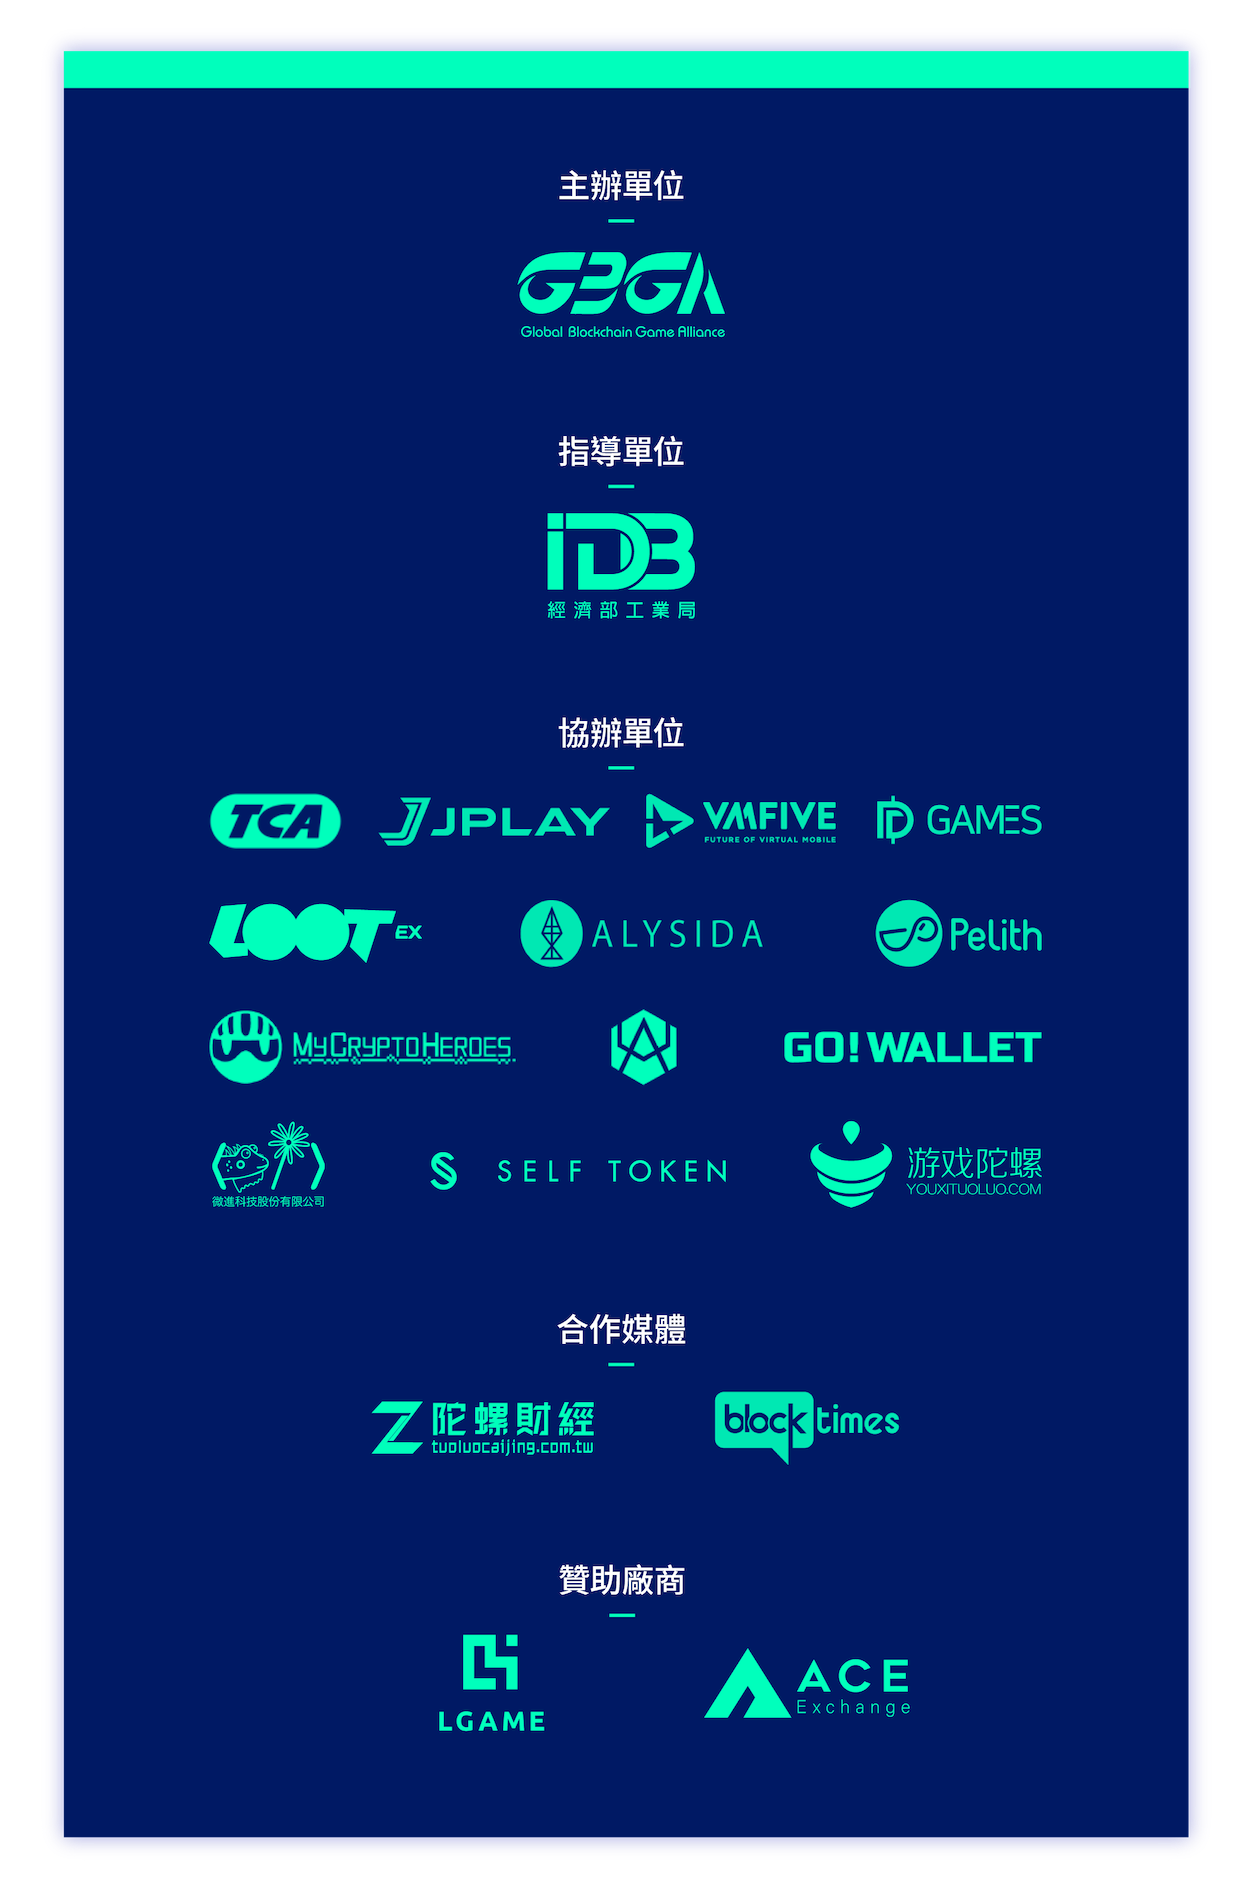 主辦單位
GBGA
Global Blockchain Game Alliance
指導單位
iDB
經濟部工業局
協辦單位
TCA
JPLAY
VMFIVE
FUTURE OF VIRTUAL MOBILE
GAMES
LOOT EX
ALYSIDA
Pelith
MYCRYPTOHEROES
GO! WALLET
微進科技股份有限公司
SELF TOKEN
游戏陀螺
YOUXITUOLUO.COM
合作媒體
陀螺財經
tuoluocaijing.com.tw
block times
贊助廠商
LGAME
ACE
Exchange